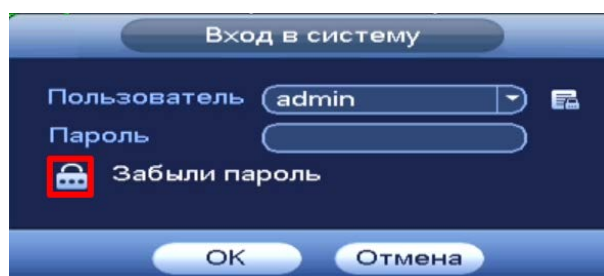 Вход в систему
Пользователь admin
Пароль
Забыли пароль
OK Отмена